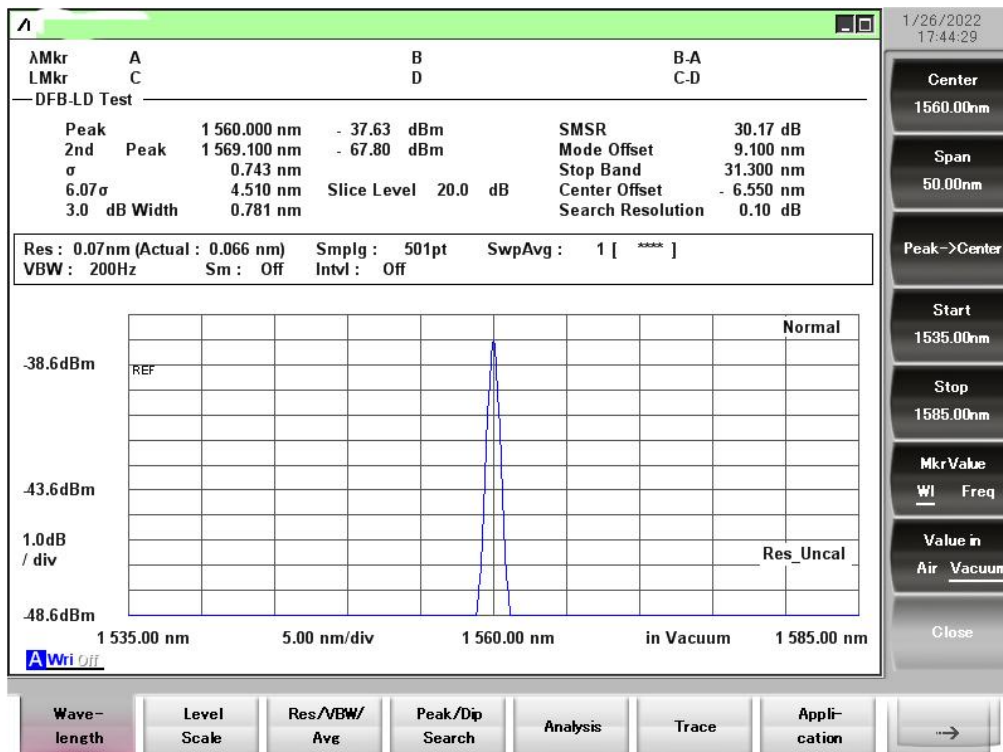 1/26/2022
17:44:29
λMkr A B B-A
LMkr C D C-D
DFB-LD Test
Peak 1 560.000 nm - 37.63 dBm SMSR 30.17 dB
2nd Peak 1 569.100 nm - 67.80 dBm Mode Offset 9.100 nm
σ 0.743 nm Stop Band 31.300 nm
6.07σ 4.510 nm Slice Level 20.0 dB Center Offset - 6.550 nm
3.0 dB Width 0.781 nm Search Resolution 0.10 dB
Res : 0.07nm (Actual : 0.066 nm) Smplg : 501pt SwpAvg : 1 [ **** ]
VBW : 200Hz Sm : Off Intvl : Off
Normal
-38.6dBm
REF
-43.6dBm
1.0dB
/ div
Res_Uncal
-48.6dBm
1 535.00 nm 5.00 nm/div 1 560.00 nm in Vacuum 1 585.00 nm
A Wri Off
Center
1560.00nm
Span
50.00nm
Peak->Center
Start
1535.00nm
Stop
1585.00nm
MkrValue
Wl Freq
Value in
Air Vacuum
Close
Wave-
length
Level
Scale
Res/VBW/
Avg
Peak/Dip
Search
Analysis
Trace
Appli-
cation